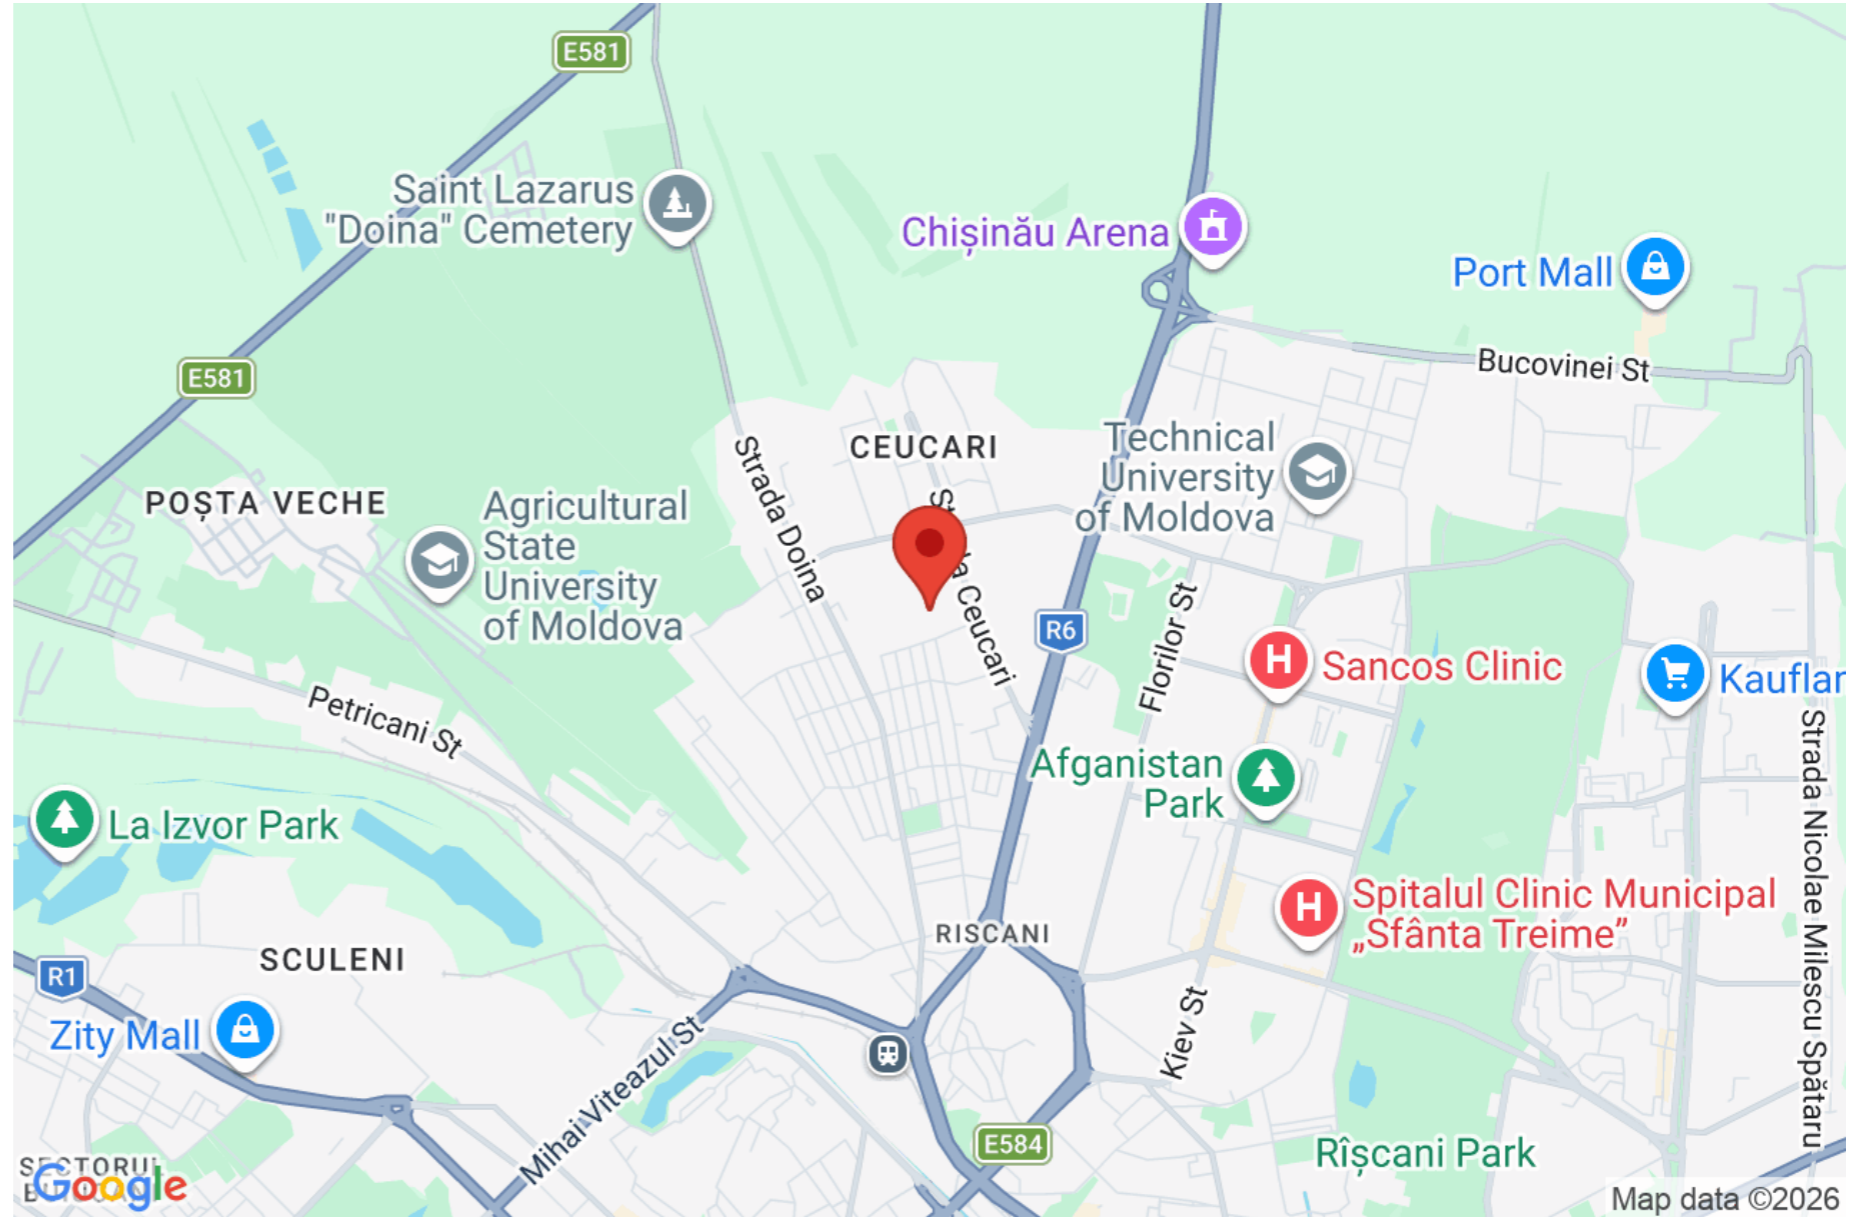 E581
Saint Lazarus
"Doina" Cemetery
Chișinău Arena
Port Mall
E581
Bucovinei St
Strada Doina
CEUCARI
Technical
University
of Moldova
POȘTA VECHE
Agricultural
State
University
of Moldova
Ceucari
R6
Florilor St
Sancos Clinic
Kauflar
Petricani St
Strada Nicolae Milescu Spătaru
Afganistan
Park
La Izvor Park
Spitalul Clinic Municipal
„Sfânta Treime”
RISCANI
SCULENI
R1
Zity Mall
Mihai Viteazul St
Kiev St
E584
Rîșcani Park
SECTORUL
Google
Map data ©2026